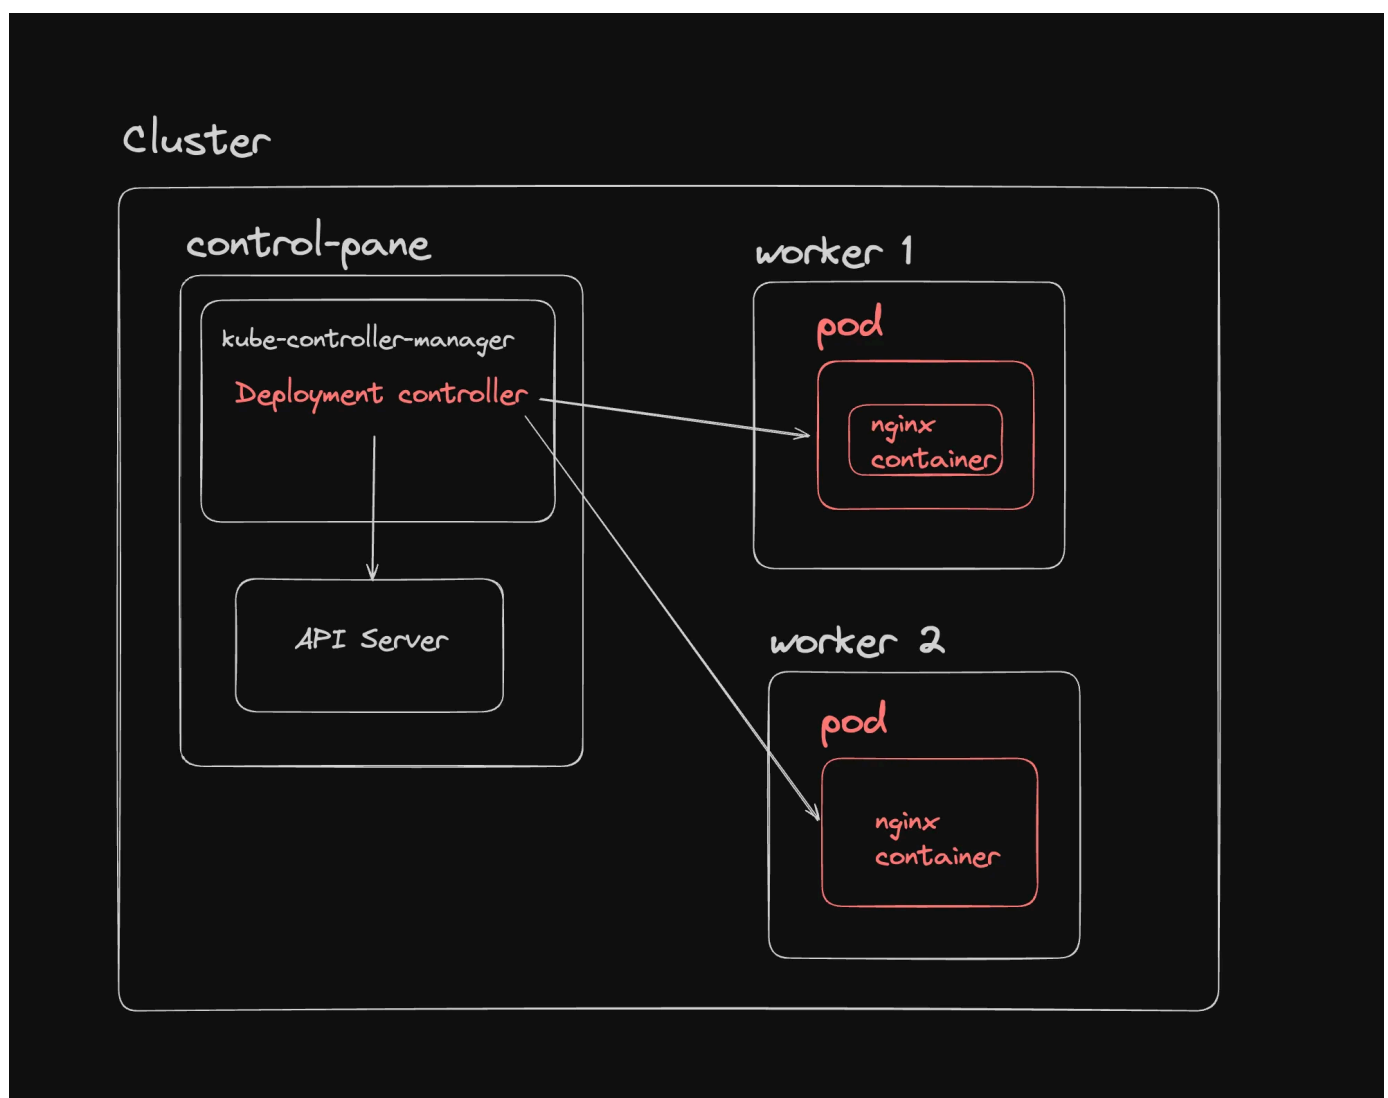 Cluster
control-pane
kube-controller-manager
Deployment controller
API Server
worker 1
pod
nginx
container
worker 2
pod
nginx
container